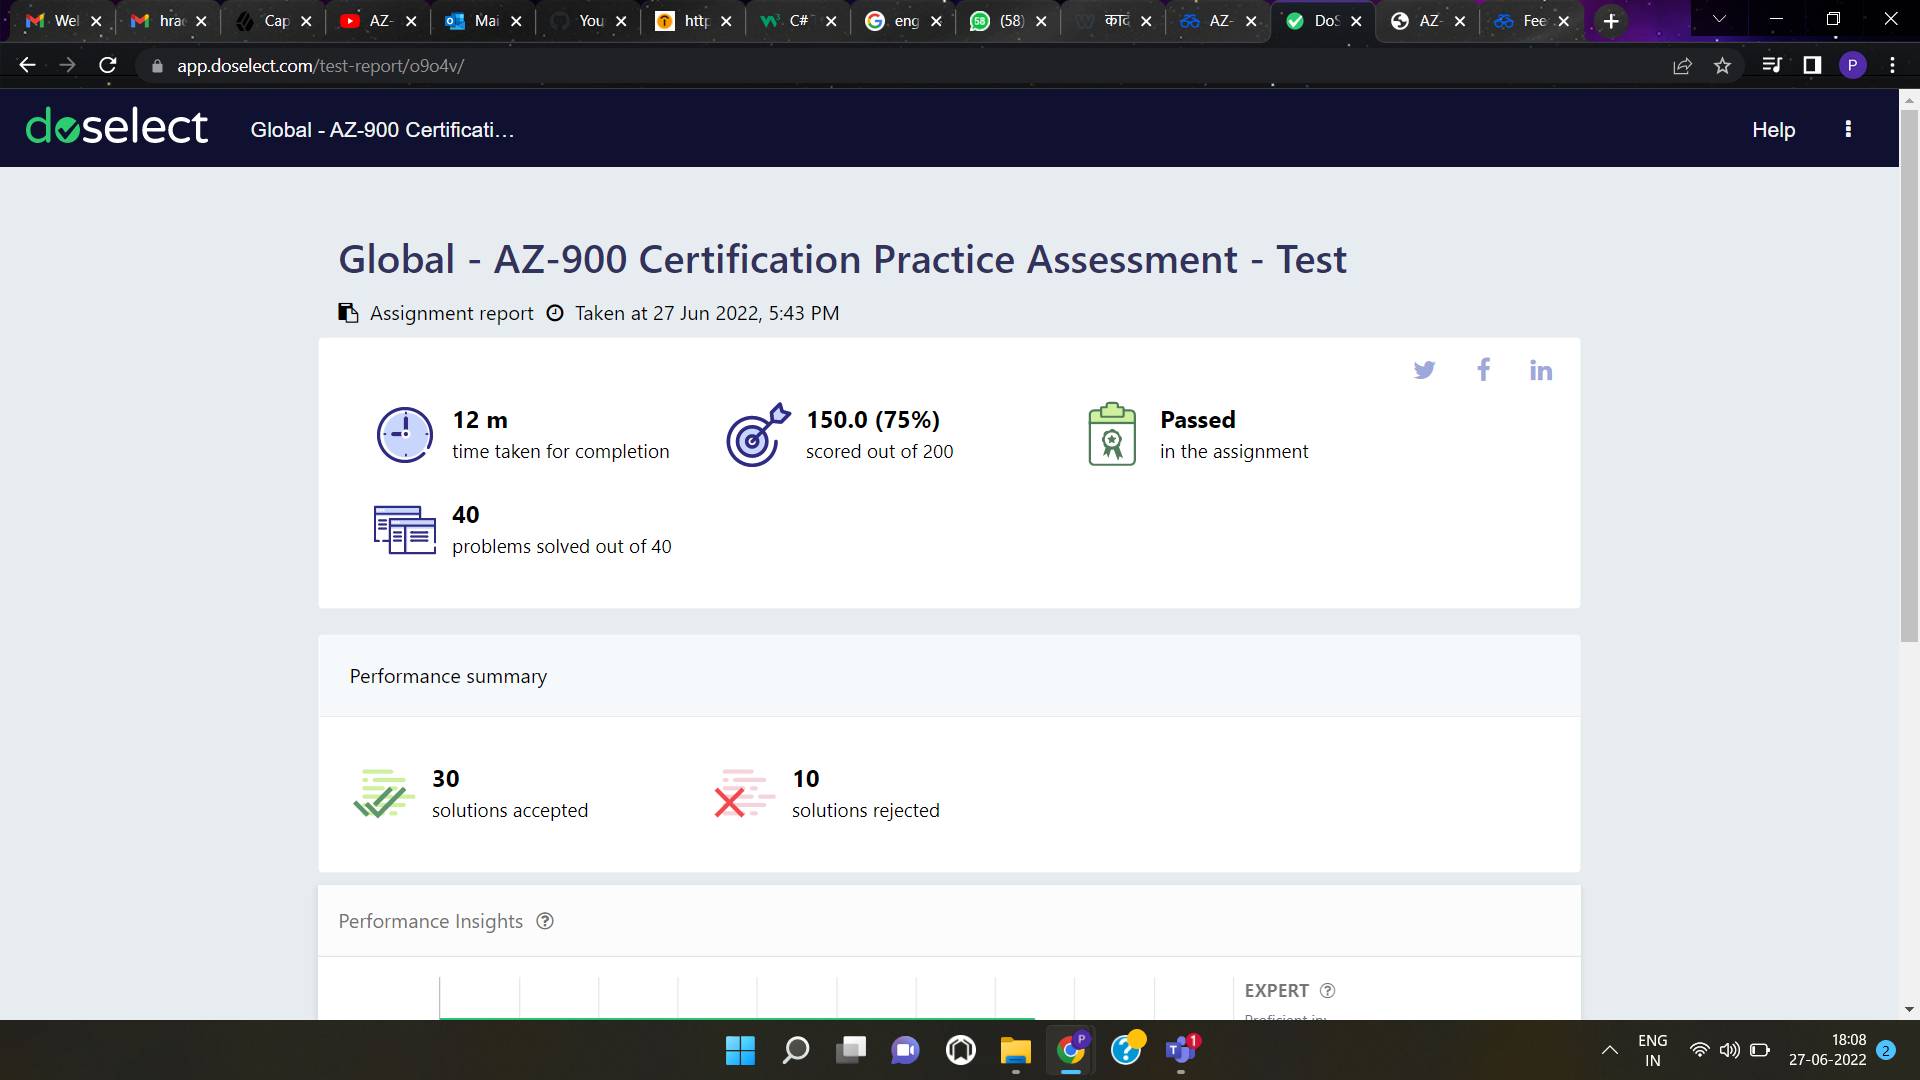 Wel
hrac
Cap
AZ-
Mai
You
http
C#
eng
(58)
AZ-
DoS
AZ-
Fee
app.doselect.com/test-report/o9o4v/
P
doselect
Global - AZ-900 Certificati...
Help
Global - AZ-900 Certification Practice Assessment - Test
Assignment report Taken at 27 Jun 2022, 5:43 PM
12 m
time taken for completion
150.0 (75%)
scored out of 200
Passed
in the assignment
40
problems solved out of 40
Performance summary
30
solutions accepted
10
solutions rejected
Performance Insights
EXPERT
Proficient in:
ENG
IN
18:08
27-06-2022
2